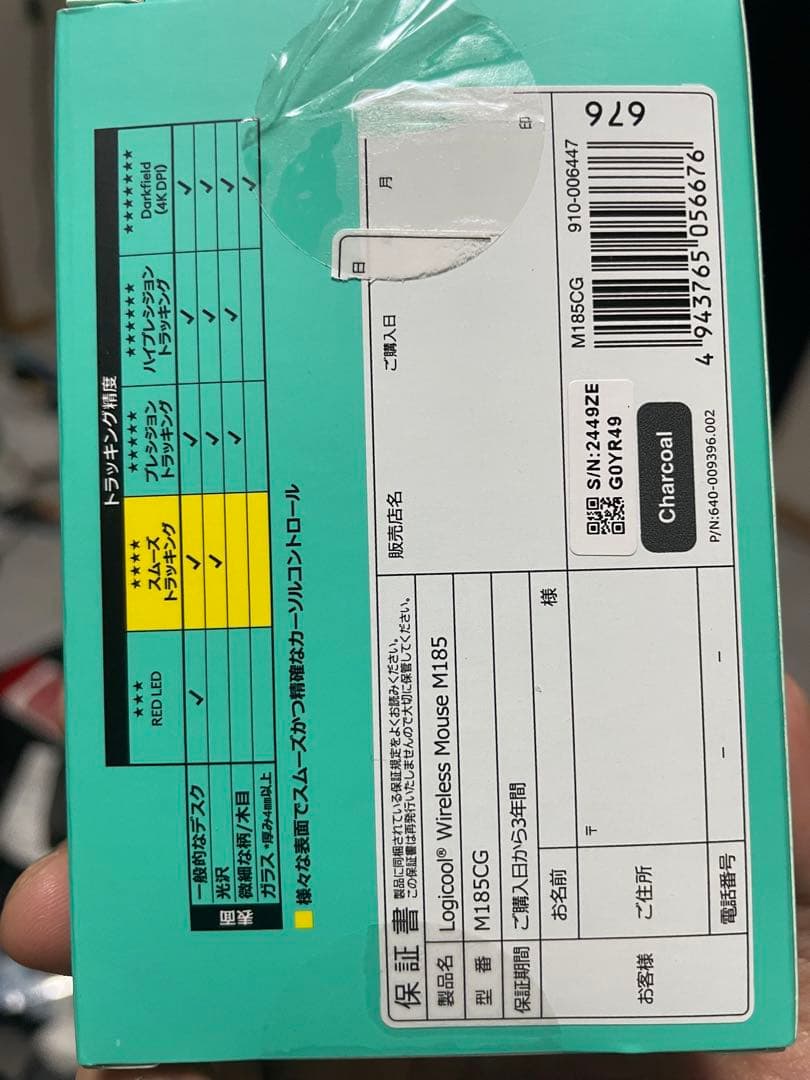 トラッキング精度
★★★
RED LED
★★★★
スムーズ
トラッキング
★★★★★
プレシジョン
トラッキング
★★★★★★
ハイプレシジョン
トラッキング
★★★★★★★
Darkfield
(4K DPI)
表面
一般的なデスク ✓ ✓ ✓ ✓ ✓
光沢 ✓ ✓ ✓ ✓
微細な柄/木目 ✓ ✓ ✓
ガラス *厚み4mm以上 ✓
様々な表面でスムーズかつ精確なカーソルコントロール
保証書
製品に同梱されている保証規定をよくお読みください。
この保証書は再発行いたしませんので大切に保管してください。
製品名 Logicool® Wireless Mouse M185
型番 M185CG
保証期間 ご購入日から3年間
お客様
お名前 様
ご住所 〒
電話番号 - -
販売店名
ご購入日 日 月
印
S/N:2449ZE
G0YR49
Charcoal
P/N:640-009396.002
M185CG 910-006447
4 943765 056676
676